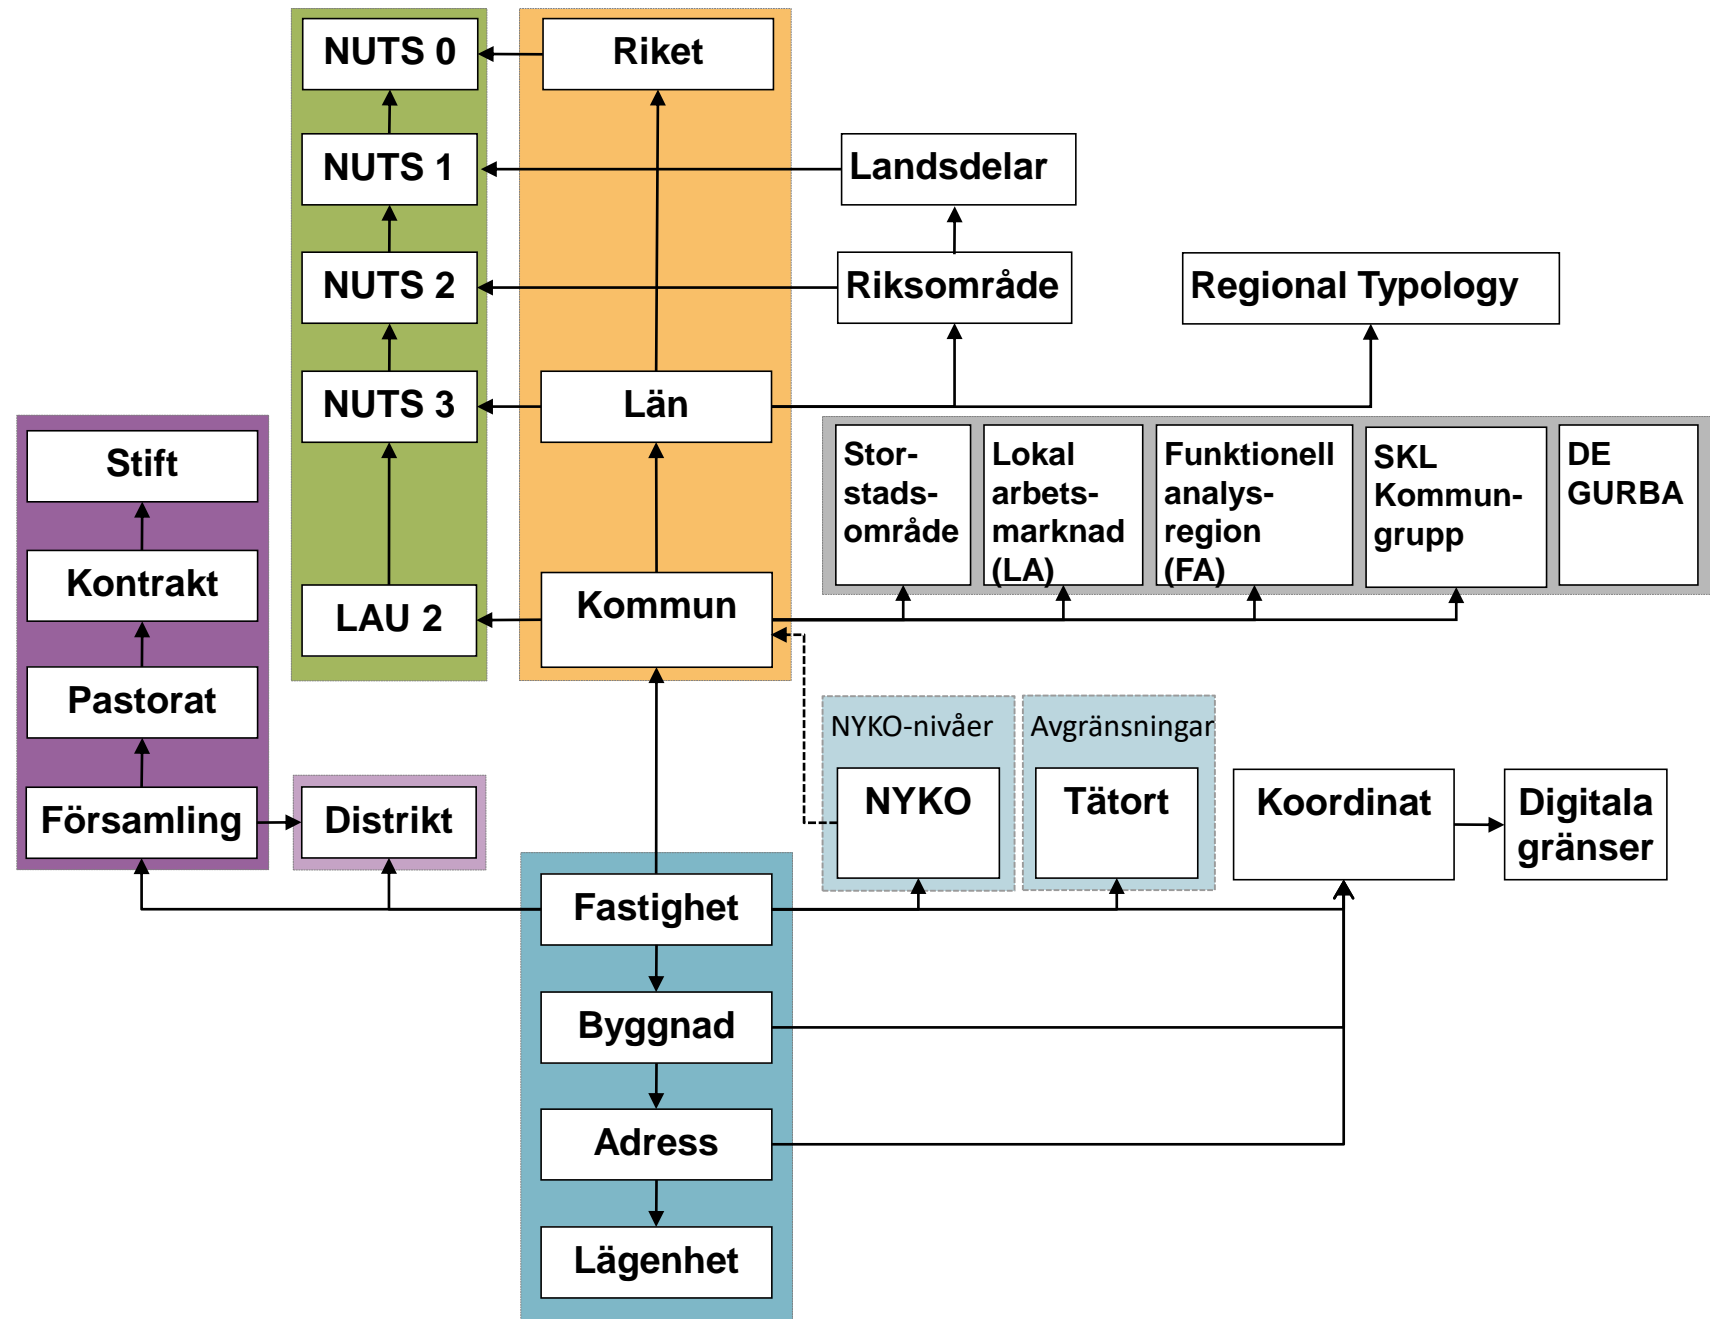 NUTS 0
Riket
NUTS 1
Landsdelar
NUTS 2
Riksområde
Regional Typology
NUTS 3
Län
Stift
Stor-
stads-
område
Lokal
arbets-
marknad
(LA)
Funktionell
analys-
region
(FA)
SKL
Kommun-
grupp
DE
GURBA
Kontrakt
LAU 2
Kommun
Pastorat
NYKO-nivåer
Avgränsningar
Församling
Distrikt
NYKO
Tätort
Koordinat
Digitala
gränser
Fastighet
Byggnad
Adress
Lägenhet